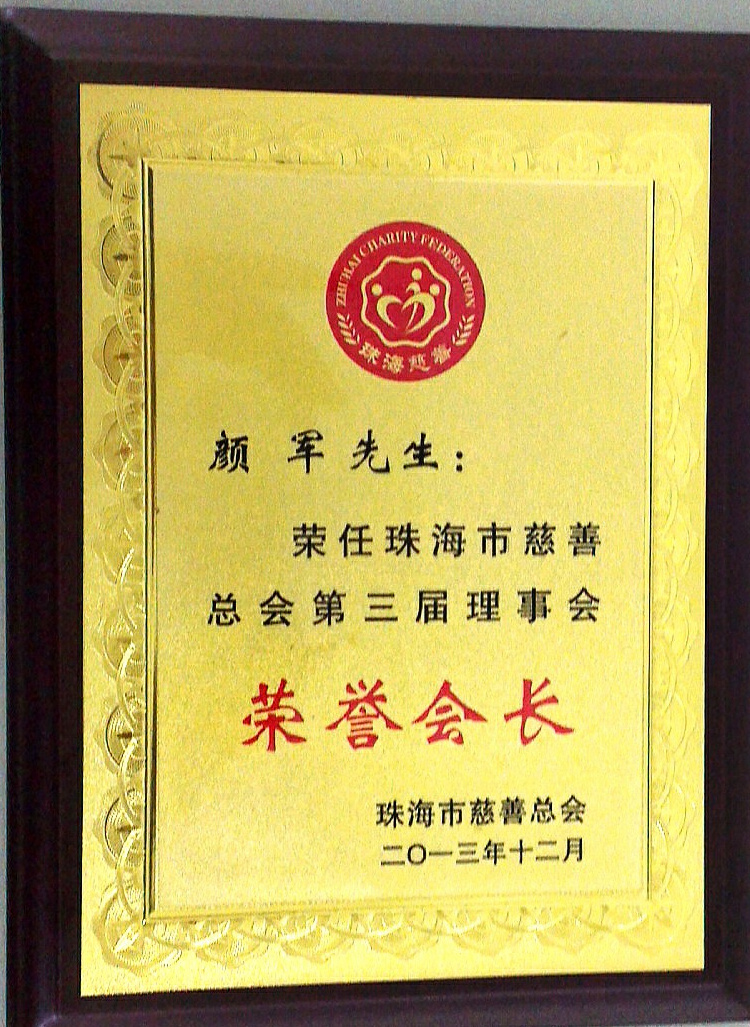 ZHUHAI CHARITY FEDERATION
珠海慈善
颜 军 先生：
荣任珠海市慈善
总会第三届理事会
荣誉会长
珠海市慈善总会
二〇一三年十二月